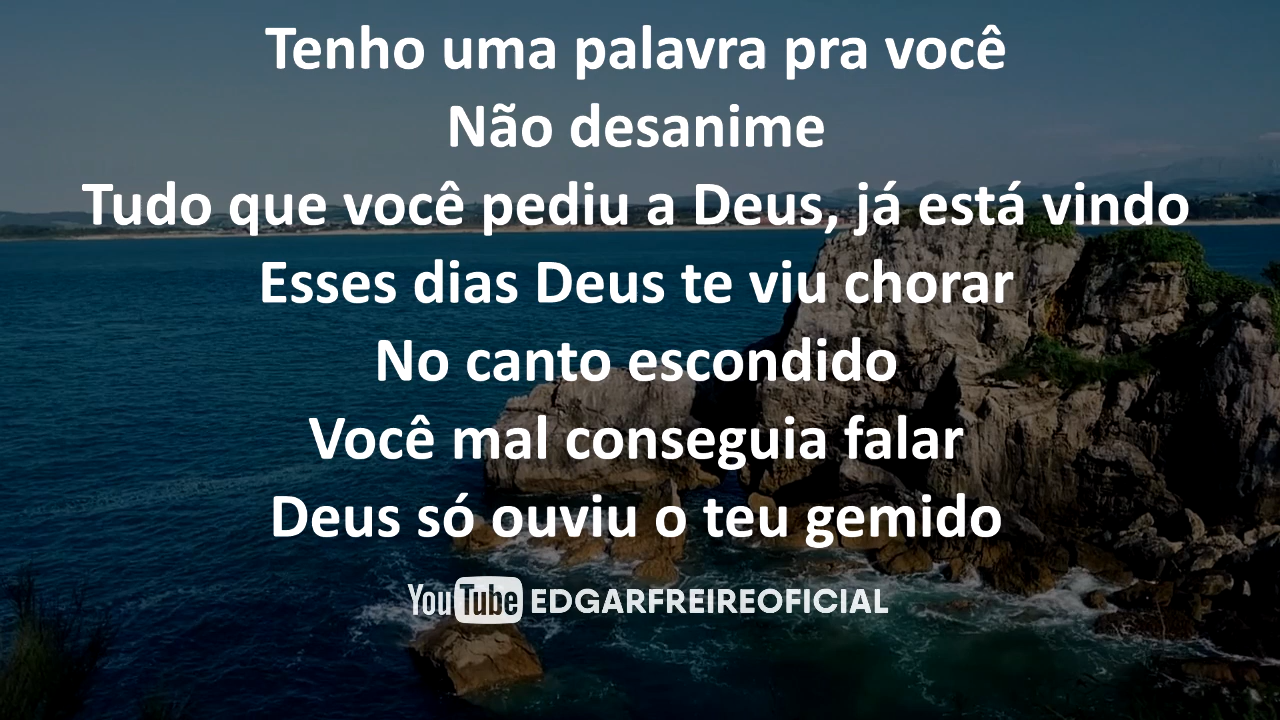 Tenho uma palavra pra você
Não desanime
Tudo que você pediu a Deus, já está vindo
Esses dias Deus te viu chorar
No canto escondido
Você mal conseguia falar
Deus só ouviu o teu gemido
YouTube EDGARFREIREOFICIAL